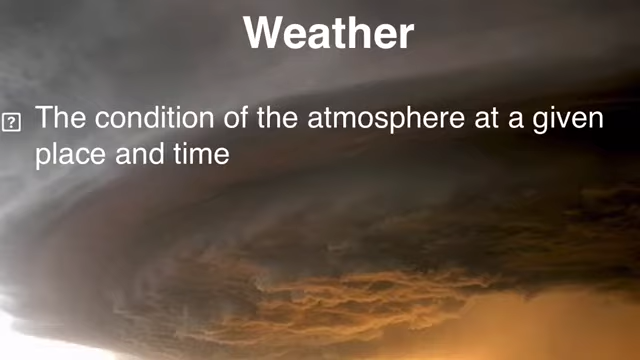 Weather
The condition of the atmosphere at a given
place and time